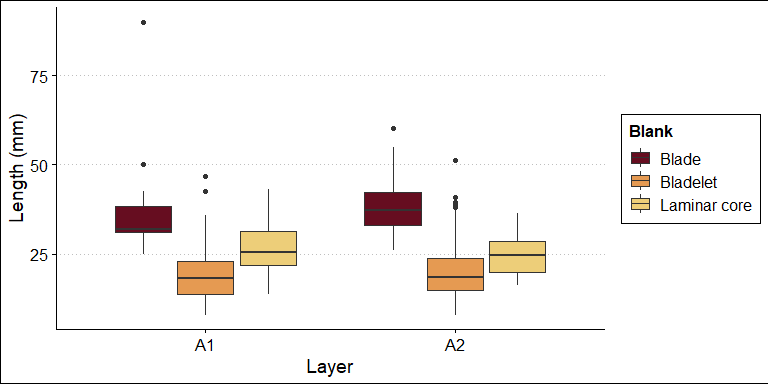 75
50
25
Length (mm)
A1
A2
Layer
Blank
Blade
Bladelet
Laminar core